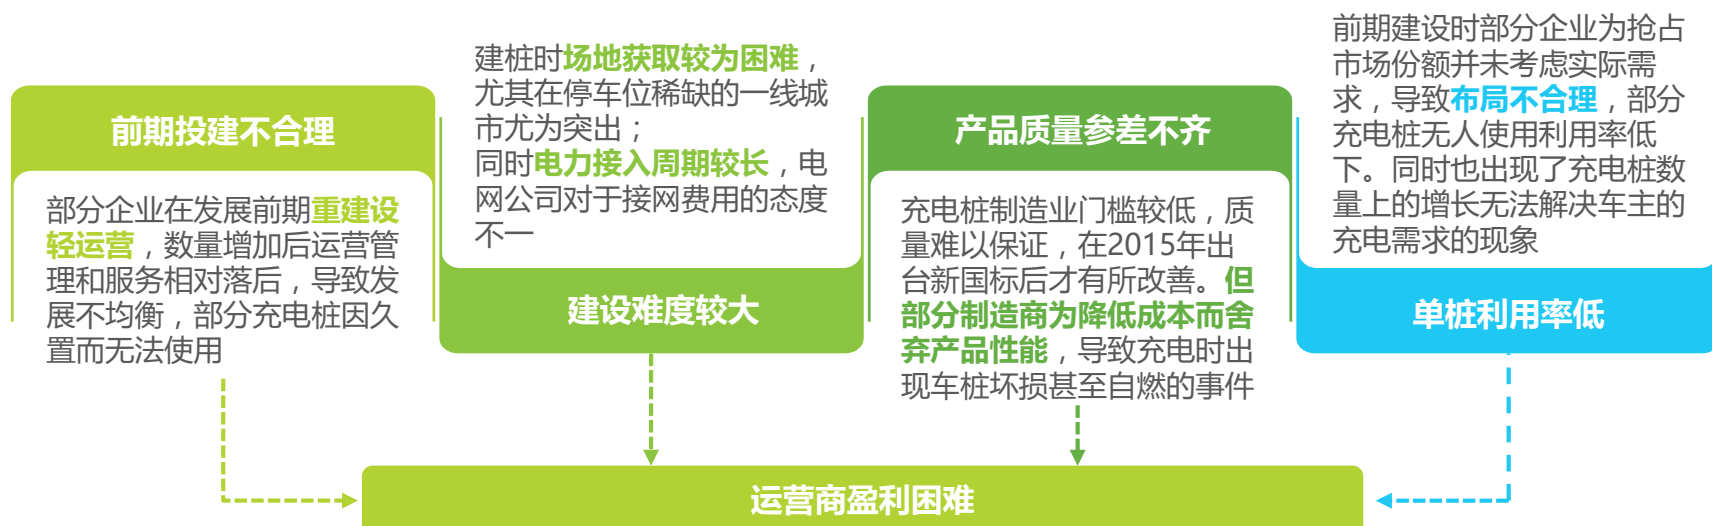 前期投建不合理
部分企业在发展前期重建设
轻运营，数量增加后运营管
理和服务相对落后，导致发
展不均衡，部分充电桩因久
置而无法使用
建桩时场地获取较为困难，
尤其在停车位稀缺的一线城
市尤为突出；
同时电力接入周期较长，电
网公司对于接网费用的态度
不一
建设难度较大
产品质量参差不齐
充电桩制造业门槛较低，质
量难以保证，在2015年出
台新国标后才有所改善。但
部分制造商为降低成本而舍
弃产品性能，导致充电时出
现车桩坏损甚至自燃的事件
前期建设时部分企业为抢占
市场份额并未考虑实际需
求，导致布局不合理，部分
充电桩无人使用利用率低
下。同时也出现了充电桩数
量上的增长无法解决车主的
充电需求的现象
单桩利用率低
运营商盈利困难